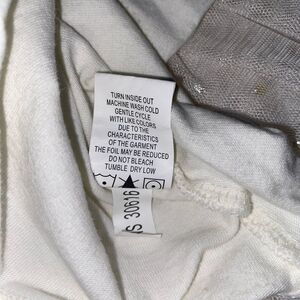 TURN INSIDE OUT
MACHINE WASH COLD
GENTLE CYCLE
WITH LIKE COLORS
DUE TO THE
CHARACTERISTICS
OF THE GARMENT
THE FOIL MAY BE REDUCED
DO NOT BLEACH
TUMBLE DRY LOW
30616